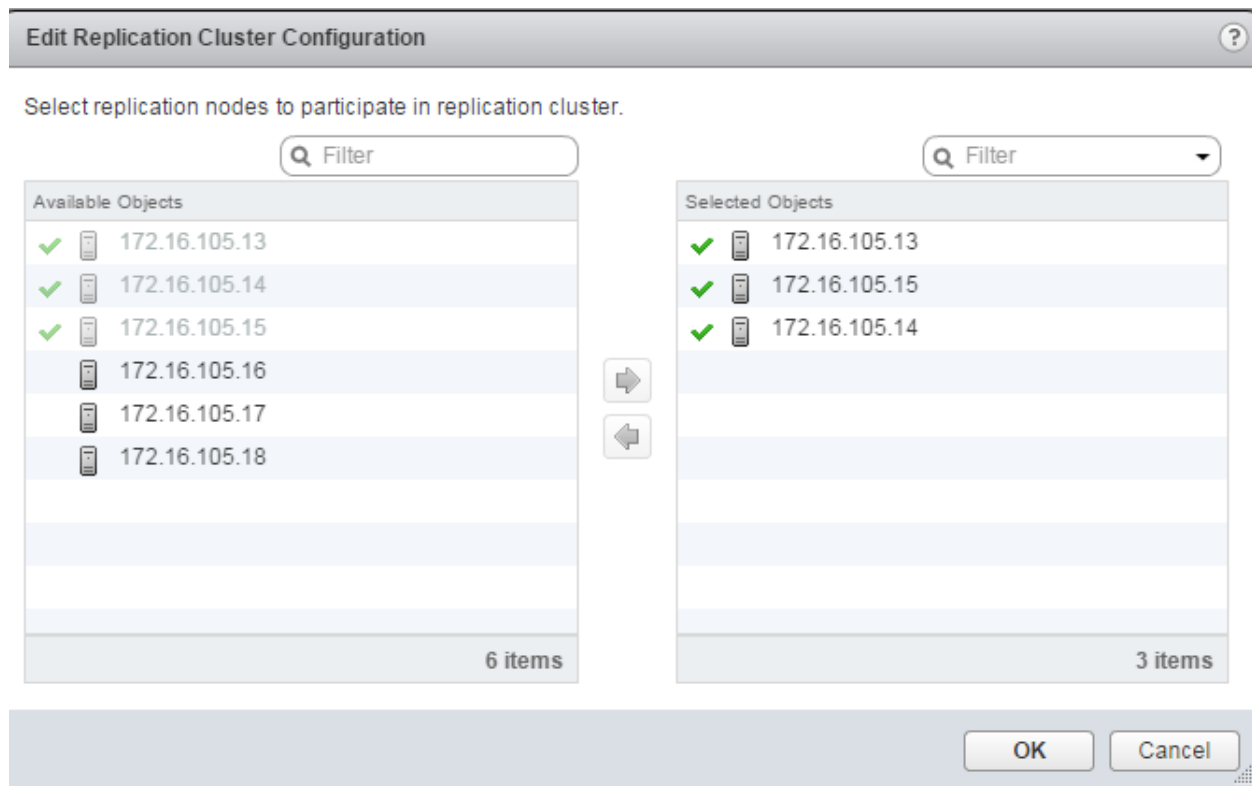 Edit Replication Cluster Configuration
?
Select replication nodes to participate in replication cluster.
Filter
Available Objects
172.16.105.13
172.16.105.14
172.16.105.15
172.16.105.16
172.16.105.17
172.16.105.18
6 items
Filter
Selected Objects
172.16.105.13
172.16.105.15
172.16.105.14
3 items
OK
Cancel